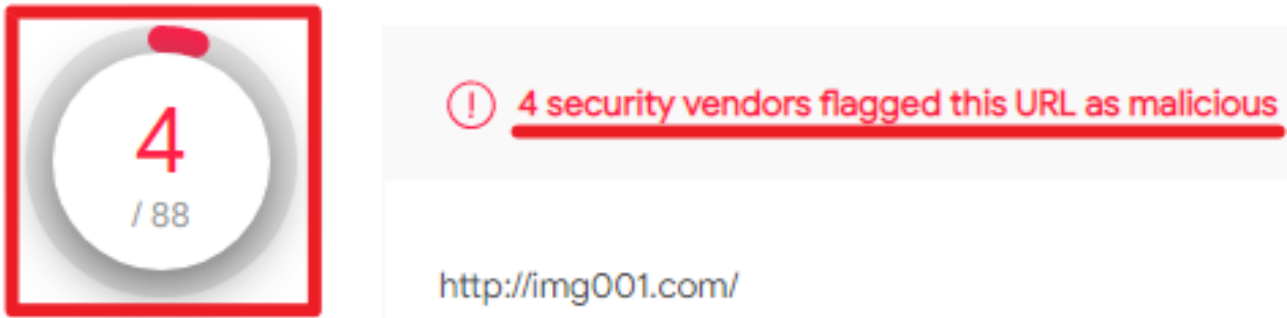 4
/ 88
4 security vendors flagged this URL as malicious
http://img001.com/